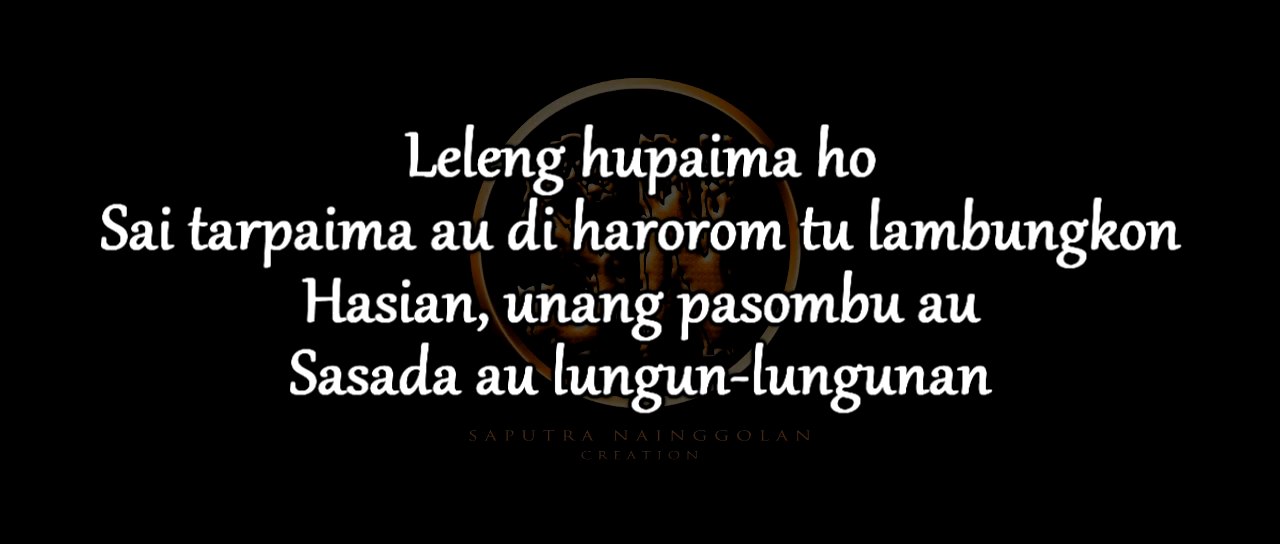 Leleng hupaima ho
Sai tarpaima au di harorom tu lambungkon
Hasian, unang pasombu au
Sasada au lungun-lungunan
SAPUTRA NAINGGOLAN
CREATION